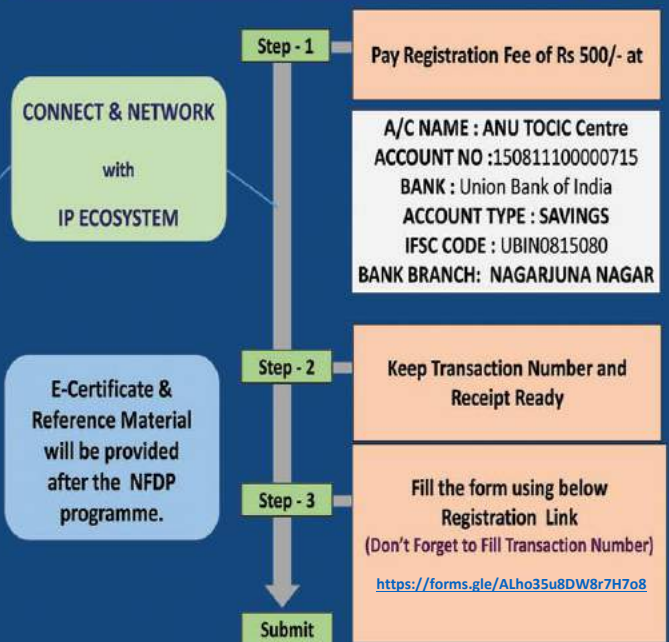 Step - 1
Pay Registration Fee of Rs 500/- at
CONNECT & NETWORK
with
IP ECOSYSTEM
A/C NAME : ANU TOCIC Centre
ACCOUNT NO :150811100000715
BANK : Union Bank of India
ACCOUNT TYPE : SAVINGS
IFSC CODE : UBIN0815080
BANK BRANCH: NAGARJUNA NAGAR
Step - 2
Keep Transaction Number and
Receipt Ready
E-Certificate &
Reference Material
will be provided
after the NFDP
programme.
Step - 3
Fill the form using below
Registration Link
(Don't Forget to Fill Transaction Number)
https://forms.gle/ALho35u8DW8r7H7o8
Submit